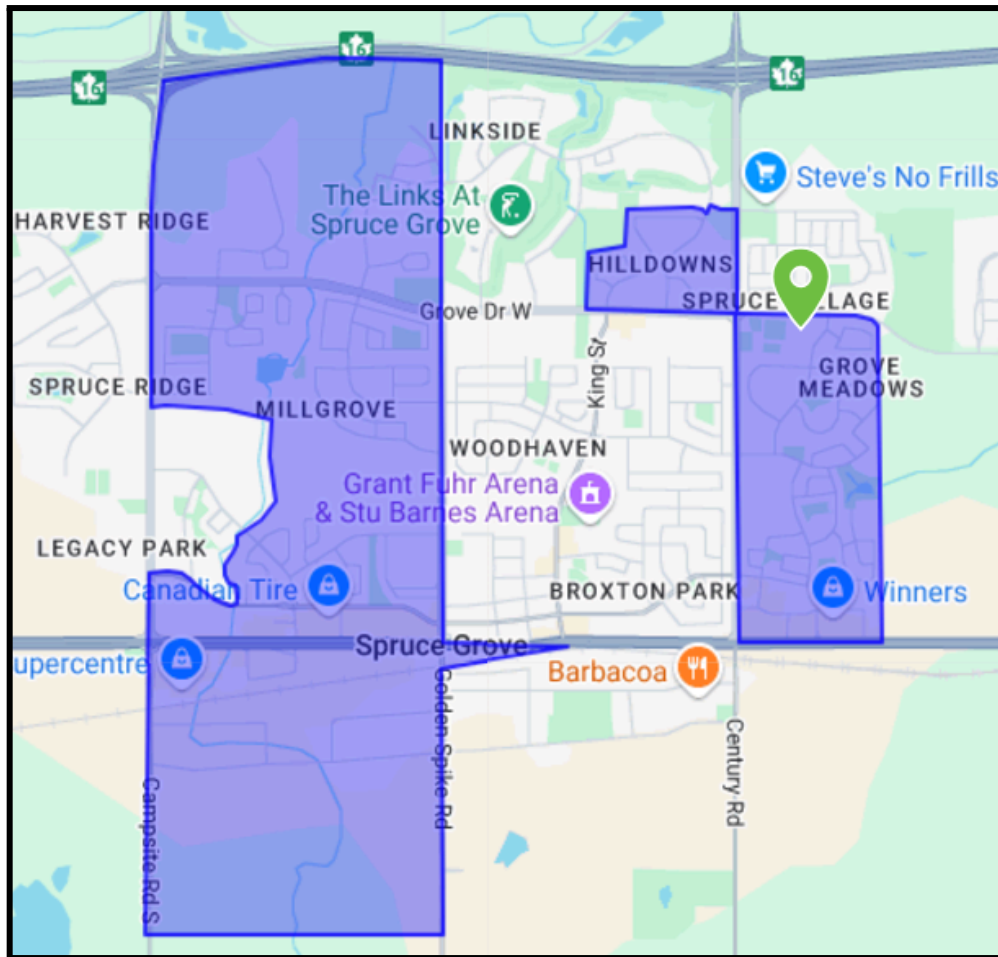 16
16
16
LINKSIDE
Steve's No Frills
The Links At
Spruce Grove
HARVEST RIDGE
HILLDOWNS
SPRUCE
Grove Dr W
GROVE
MEADOWS
King St
SPRUCE RIDGE
MILLGROVE
WOODHAVEN
Grant Fuhr Arena
& Stu Barnes Arena
LEGACY PARK
Canadian Tire
BROXTON PARK
Winners
Spruce Grove
upercentre
Barbacoa
Golden Spike Rd
Century Rd
Campsite Rd S